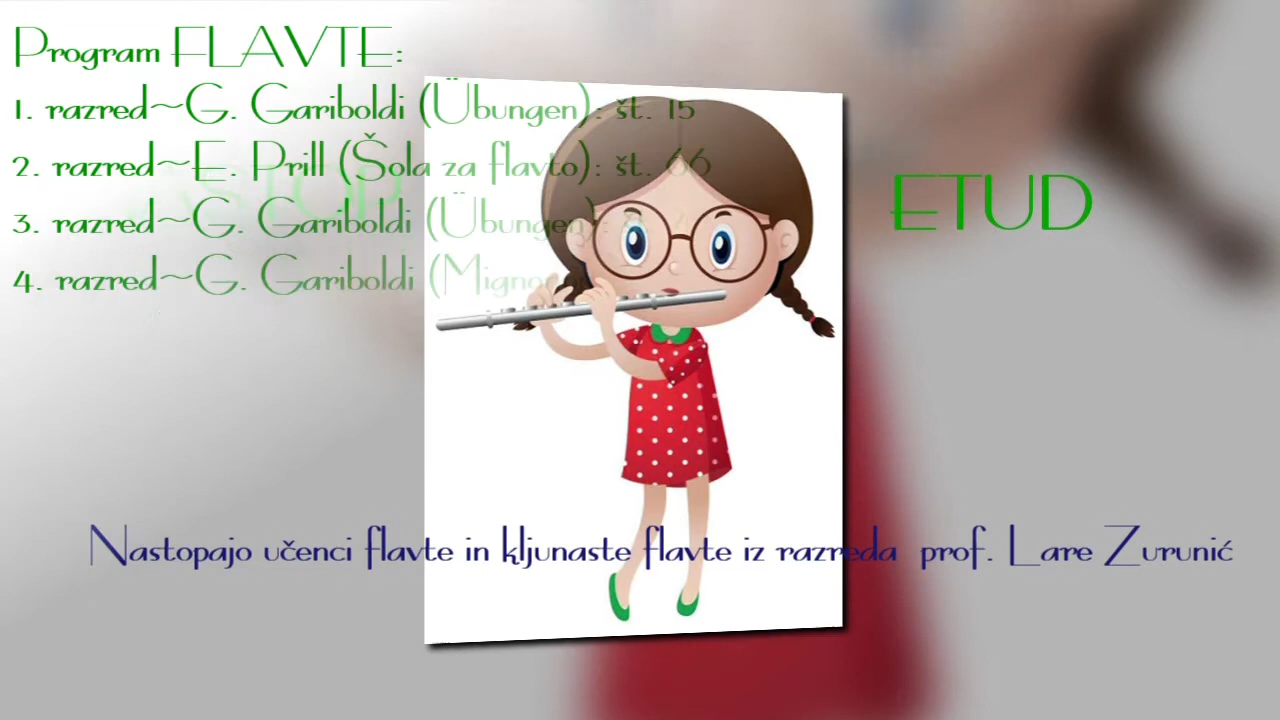 Program FLAVTE:
1. razred~G. Gariboldi (Übungen): št. 15
2. razred~E. Prill (Šola za flavto): št. 66
3. razred~G. Gariboldi (Übungen):
4. razred~G. Gariboldi
ETUD
Nastopajo učenci flavte in kljunaste flavte iz razreda prof. Lare Zurunić